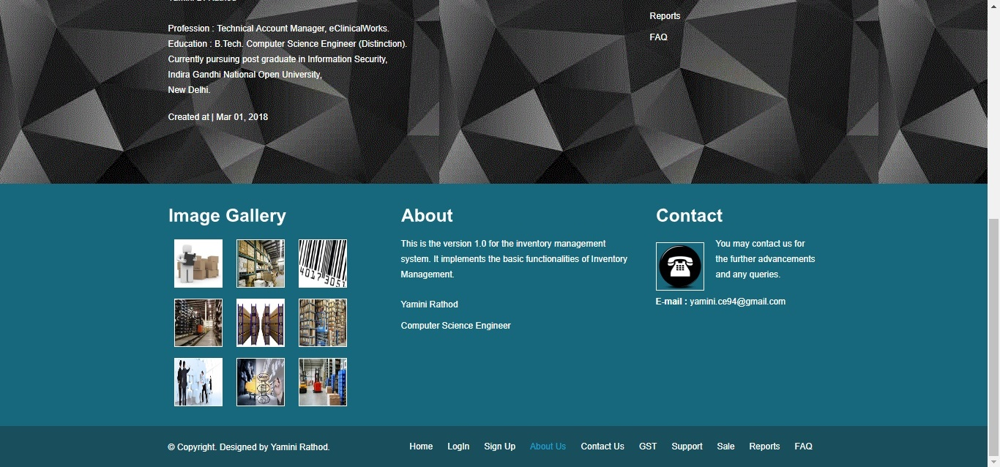 Reports
FAQ
Profession : Technical Account Manager, eClinicalWorks.
Education : B.Tech. Computer Science Engineer (Distinction).
Currently pursuing post graduate in Information Security,
Indira Gandhi National Open University,
New Delhi.
Created at | Mar 01, 2018
Image Gallery
40173051
About
This is the version 1.0 for the inventory management
system. It implements the basic functionalities of Inventory
Management.
Yamini Rathod
Computer Science Engineer
Contact
You may contact us for
the further advancements
and any queries.
E-mail : yamini.ce94@gmail.com
© Copyright. Designed by Yamini Rathod.
Home LogIn Sign Up About Us Contact Us GST Support Sale Reports FAQ